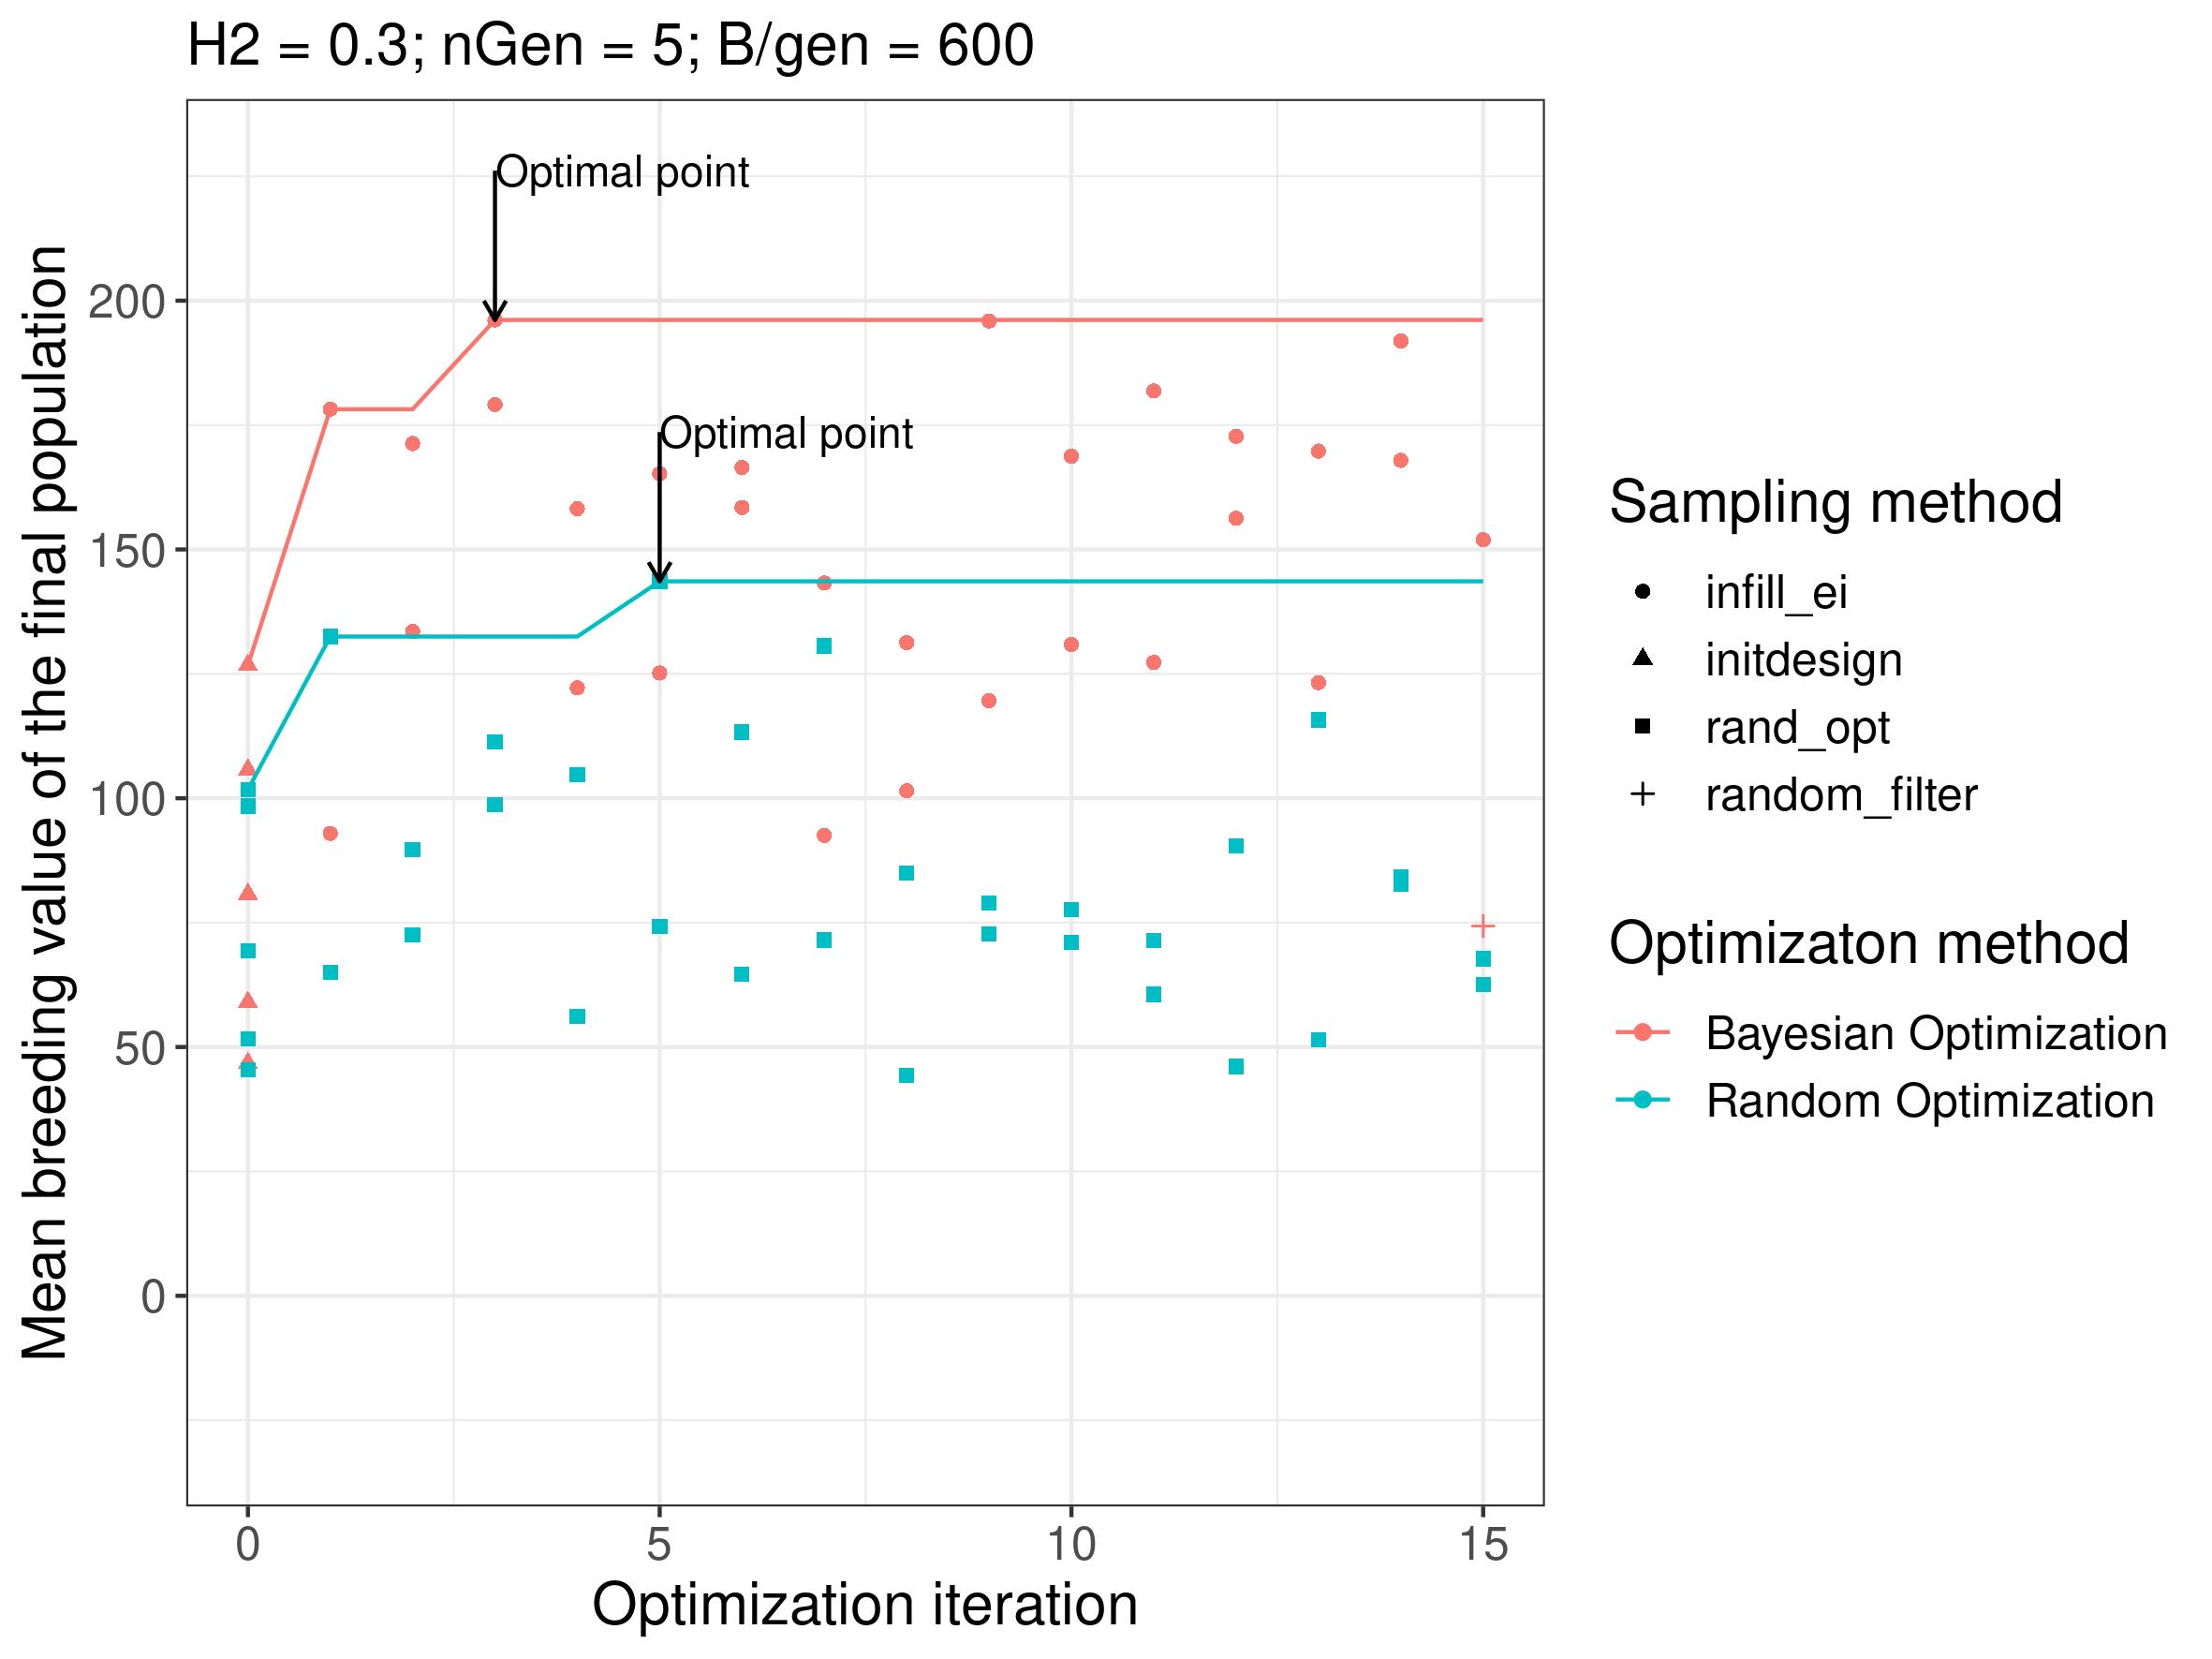 H2 = 0.3; nGen = 5; B/gen = 600
Mean breeding value of the final population
200
150
100
50
0
Optimal point
Optimal point
0 5 10 15
Optimization iteration
Sampling method
infill_ei
initdesign
rand_opt
random_filter
Optimizaton method
Bayesian Optimization
Random Optimization